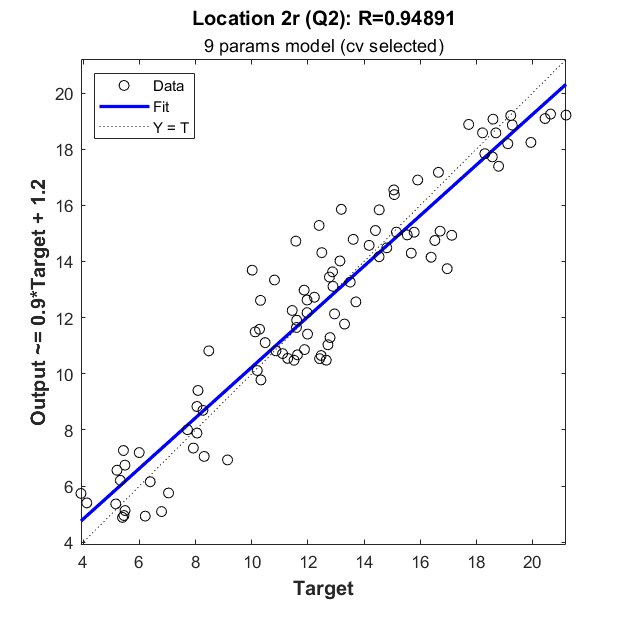 Location 2r (Q2): R=0.94891
9 params model (cv selected)
Data
Fit
Y = T
20
18
16
14
12
10
8
6
4
Output ~= 0.9*Target + 1.2
4 6 8 10 12 14 16 18 20
Target